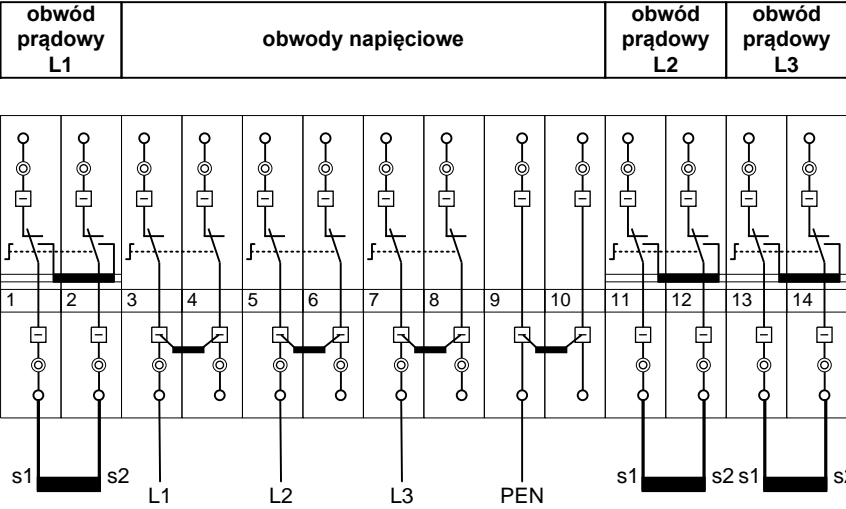 obwód
prądowy
L1
obwody napięciowe
obwód
prądowy
L2
obwód
prądowy
L3
1 2 3 4 5 6 7 8 9 10 11 12 13 14
s1 s2 L1 L2 L3 PEN s1 s2 s1